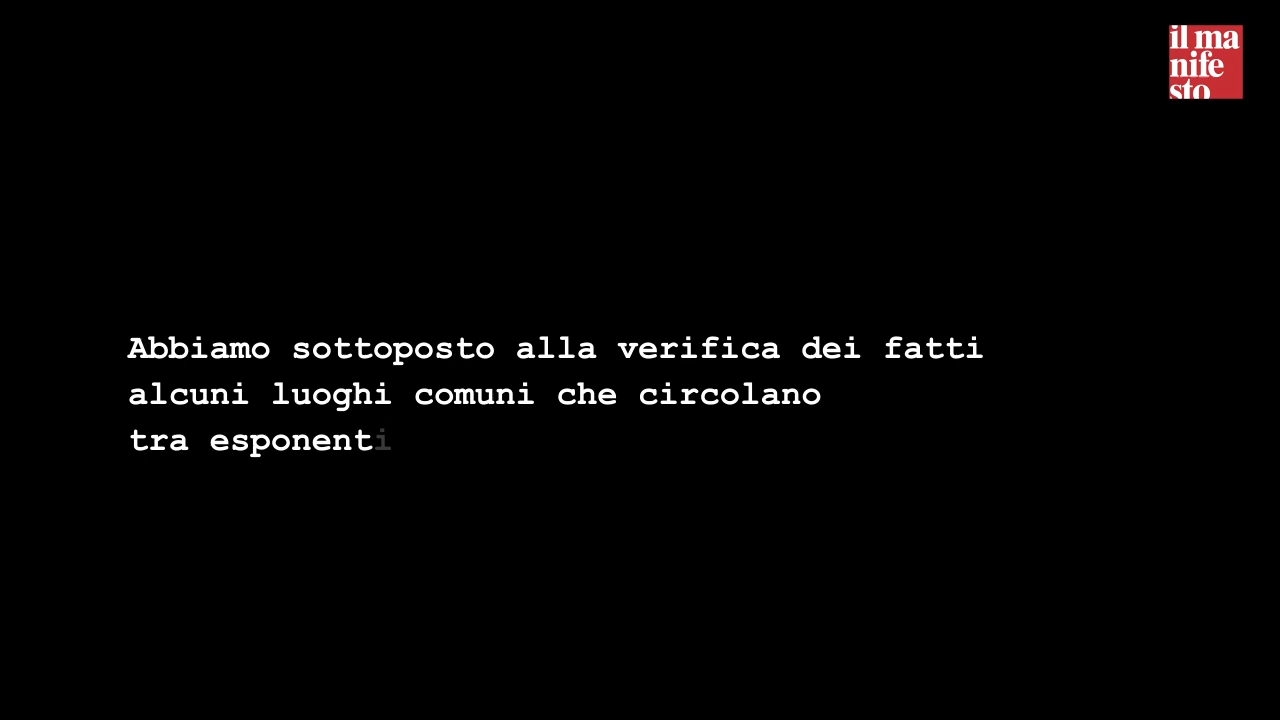 il ma
nife
sto
Abbiamo sottoposto alla verifica dei fatti
alcuni luoghi comuni che circolano
tra esponenti